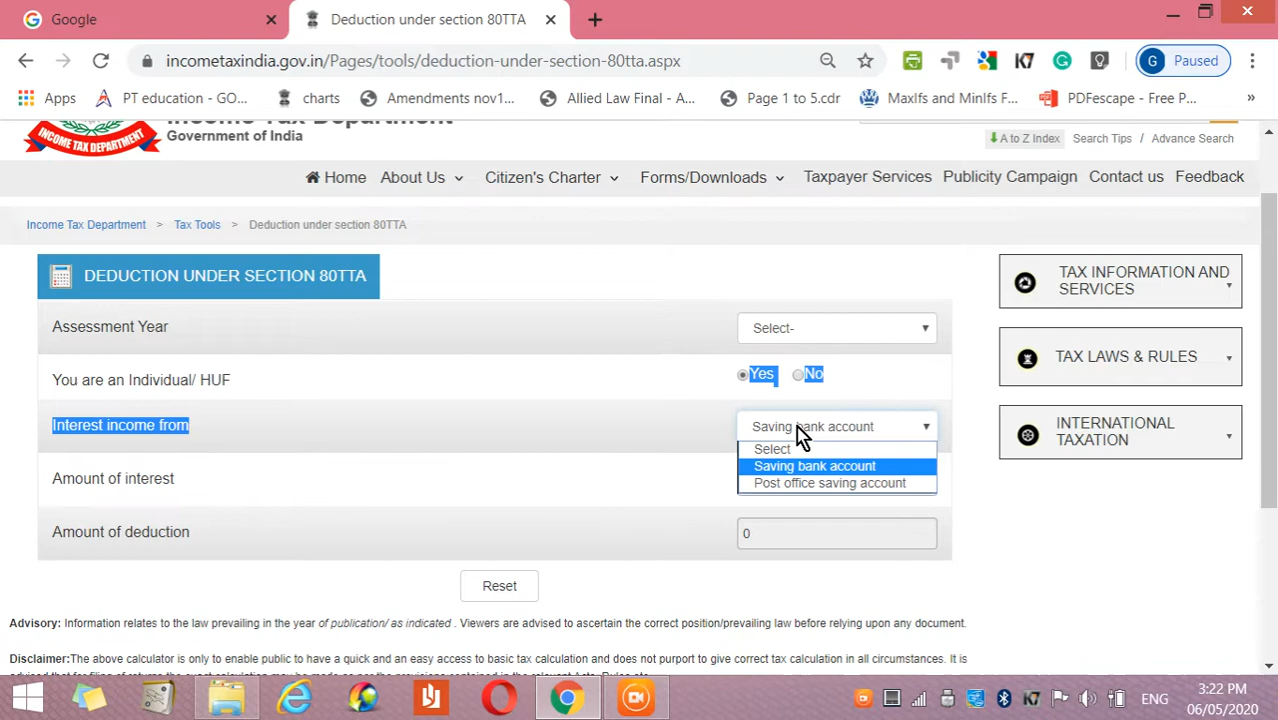 Google
Deduction under section 80TTA
incometaxindia.gov.in/Pages/tools/deduction-under-section-80tta.aspx
G Paused
Apps
PT education - GO...
charts
Amendments nov1...
Allied Law Final - A...
Page 1 to 5.cdr
MaxIfs and MinIfs F...
PDFescape - Free P...
»
Income Tax Department
Government of India
INCOME TAX DEPARTMENT
A to Z Index Search Tips / Advance Search
Home About Us Citizen's Charter Forms/Downloads Taxpayer Services Publicity Campaign Contact us Feedback
Income Tax Department > Tax Tools > Deduction under section 80TTA
DEDUCTION UNDER SECTION 80TTA
Assessment Year Select-
You are an Individual/ HUF Yes No
Interest income from Saving bank account
Select
Saving bank account
Post office saving account
Amount of interest
Amount of deduction 0
Reset
TAX INFORMATION AND
SERVICES
TAX LAWS & RULES
INTERNATIONAL
TAXATION
Advisory: Information relates to the law prevailing in the year of publication/ as indicated . Viewers are advised to ascertain the correct position/prevailing law before relying upon any document.
Disclaimer:The above calculator is only to enable public to have a quick and an easy access to basic tax calculation and does not purport to give correct tax calculation in all circumstances. It is
K7
ENG
3:22 PM
06/05/2020